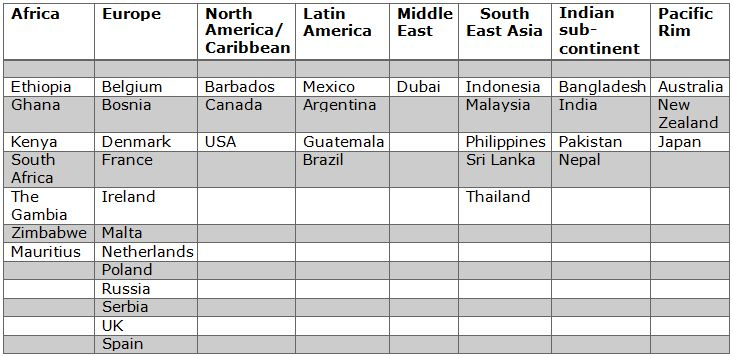 Africa Europe North America/ Caribbean Latin America Middle East South East Asia Indian sub- continent Pacific Rim
Ethiopia Belgium Barbados Mexico Dubai Indonesia Bangladesh Australia
Ghana Bosnia Canada Argentina Malaysia India New Zealand
Kenya Denmark USA Guatemala Philippines Pakistan Japan
South Africa France Brazil Sri Lanka Nepal
The Gambia Ireland Thailand
Zimbabwe Malta
Mauritius Netherlands
Poland
Russia
Serbia
UK
Spain